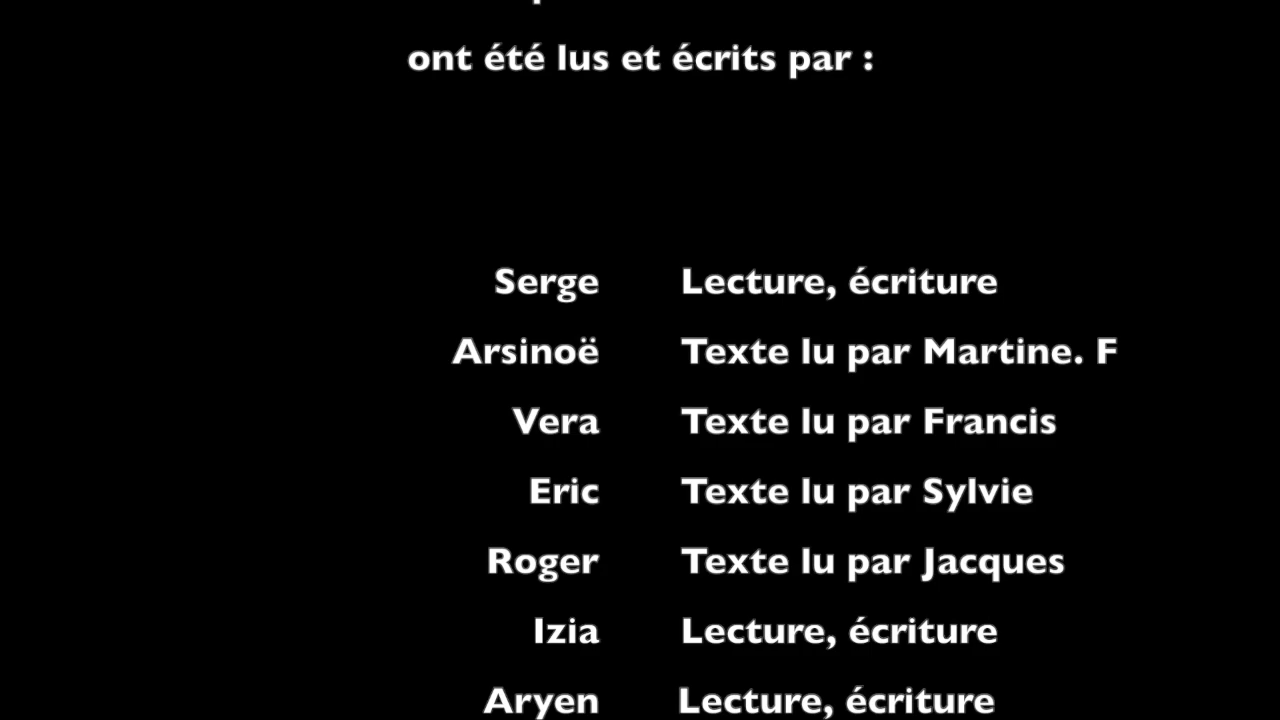 ont été lus et écrits par :
Serge Lecture, écriture
Arsinoë Texte lu par Martine. F
Vera Texte lu par Francis
Eric Texte lu par Sylvie
Roger Texte lu par Jacques
Izia Lecture, écriture
Aryen Lecture, écriture